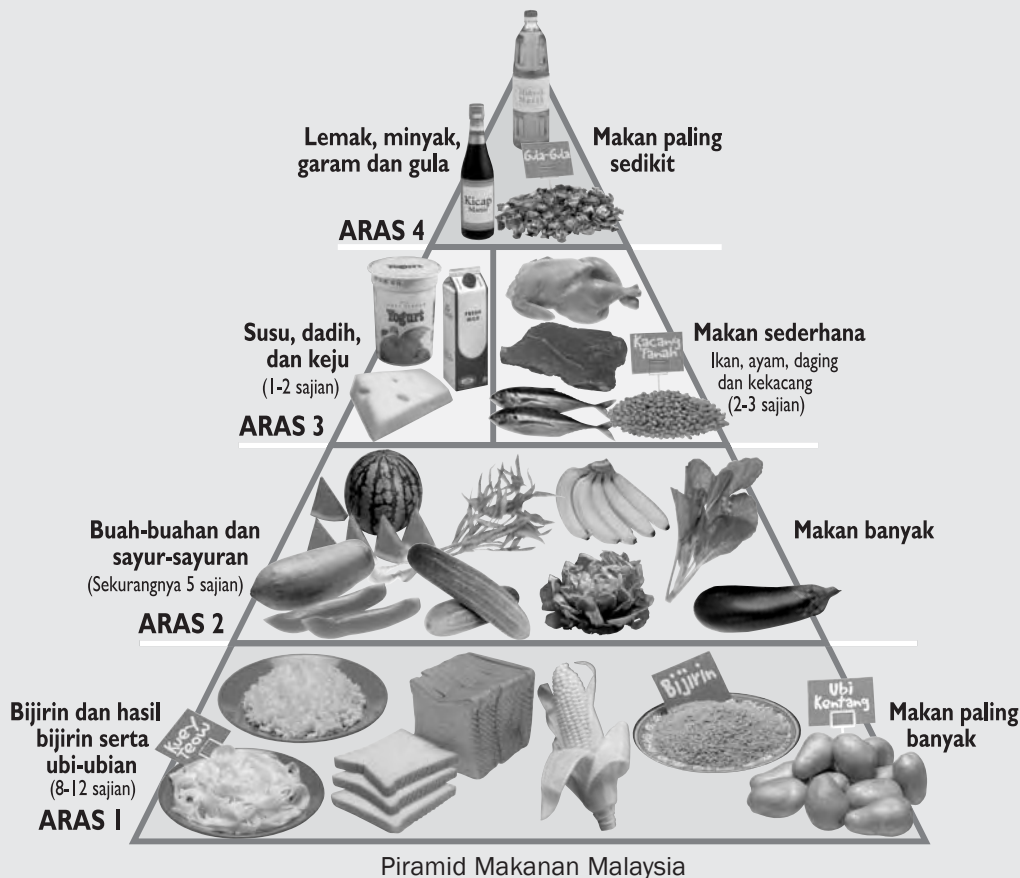 Lemak, minyak,
garam dan gula
Makan paling
sedikit
Gula-Gula
Kicap
Manis
ARAS 4
Yogurt
FRESH
MILK
Susu, dadih,
dan keju
(1-2 sajian)
Kacang
Tanah
Makan sederhana
Ikan, ayam, daging
dan kekacang
(2-3 sajian)
ARAS 3
Buah-buahan dan
sayur-sayuran
(Sekurangnya 5 sajian)
Makan banyak
ARAS 2
Bijirin dan hasil
bijirin serta
ubi-ubian
(8-12 sajian)
Kuey
Teow
Bijirin
Ubi
Kentang
Makan paling
banyak
ARAS 1
Piramid Makanan Malaysia